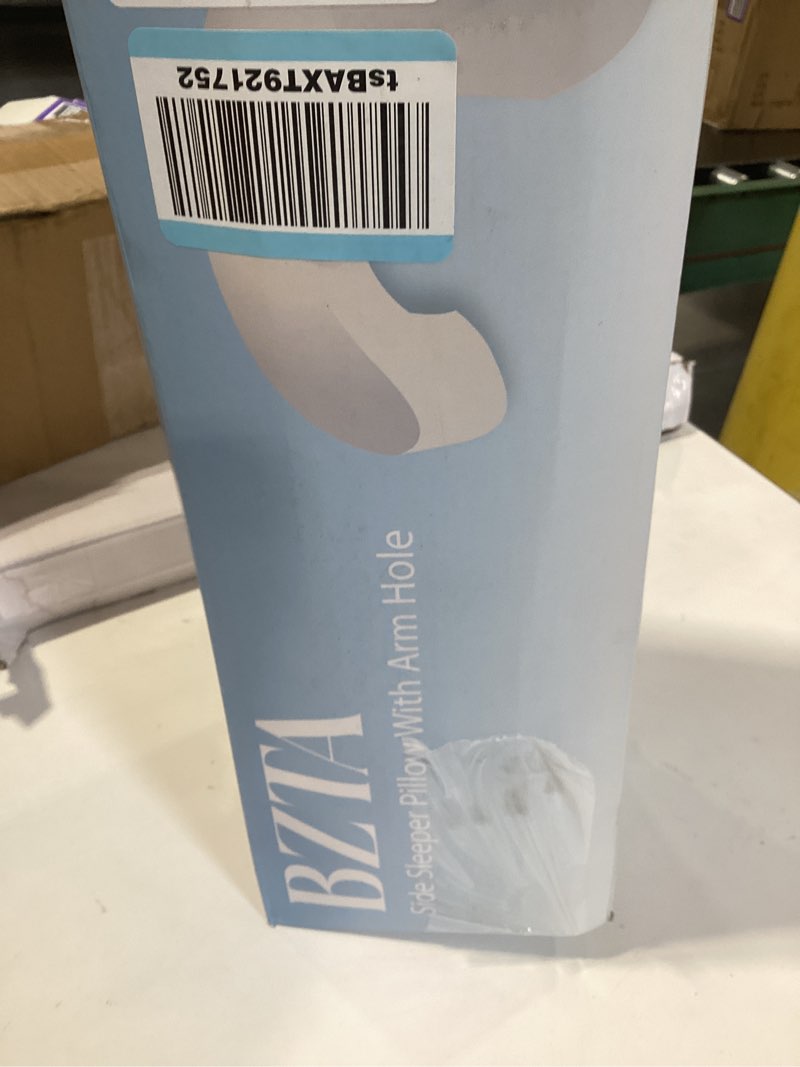 tsBAXT921752
BZTA
Side Sleeper Pillow With Arm Hole